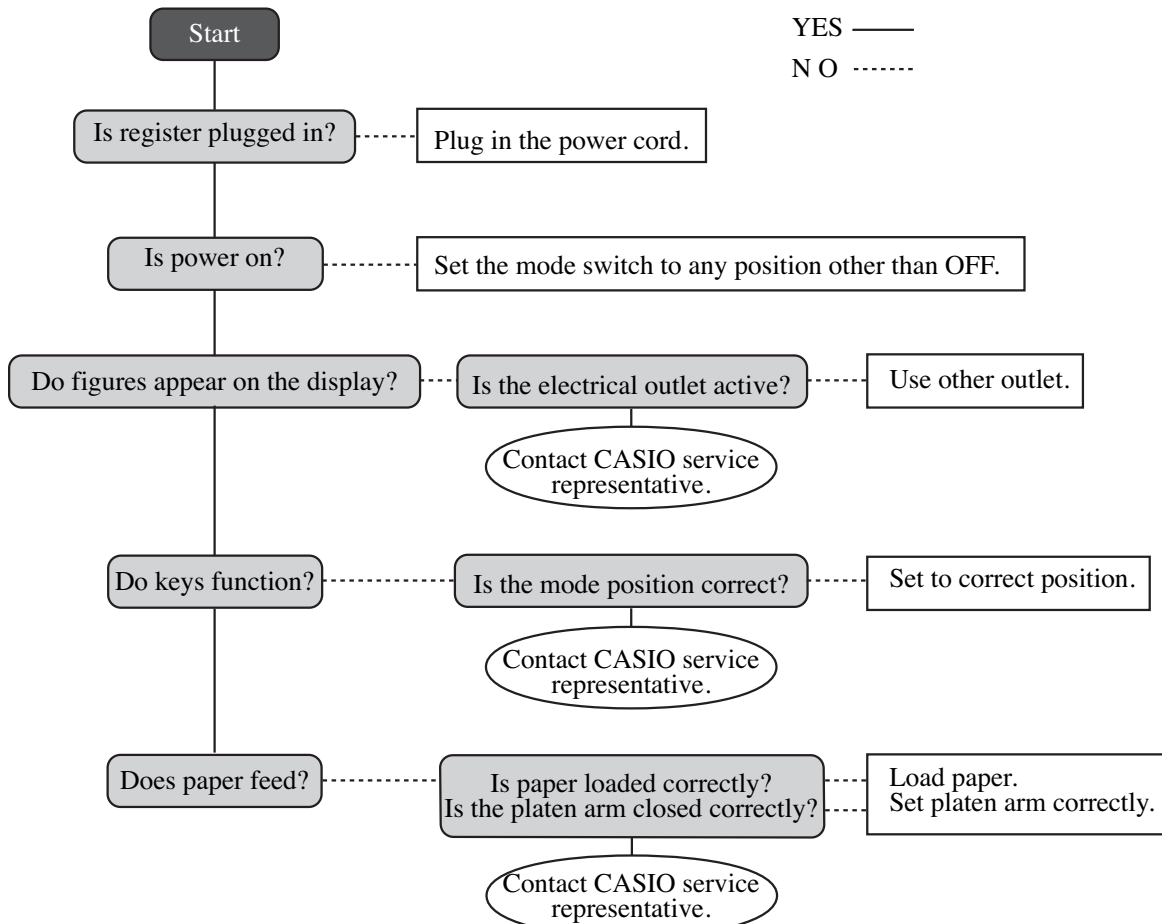 Start
YES
N O
Is register plugged in?
Plug in the power cord.
Is power on?
Set the mode switch to any position other than OFF.
Do figures appear on the display?
Is the electrical outlet active?
Use other outlet.
Contact CASIO service
representative.
Do keys function?
Is the mode position correct?
Set to correct position.
Contact CASIO service
representative.
Does paper feed?
Is paper loaded correctly?
Is the platen arm closed correctly?
Load paper.
Set platen arm correctly.
Contact CASIO service
representative.